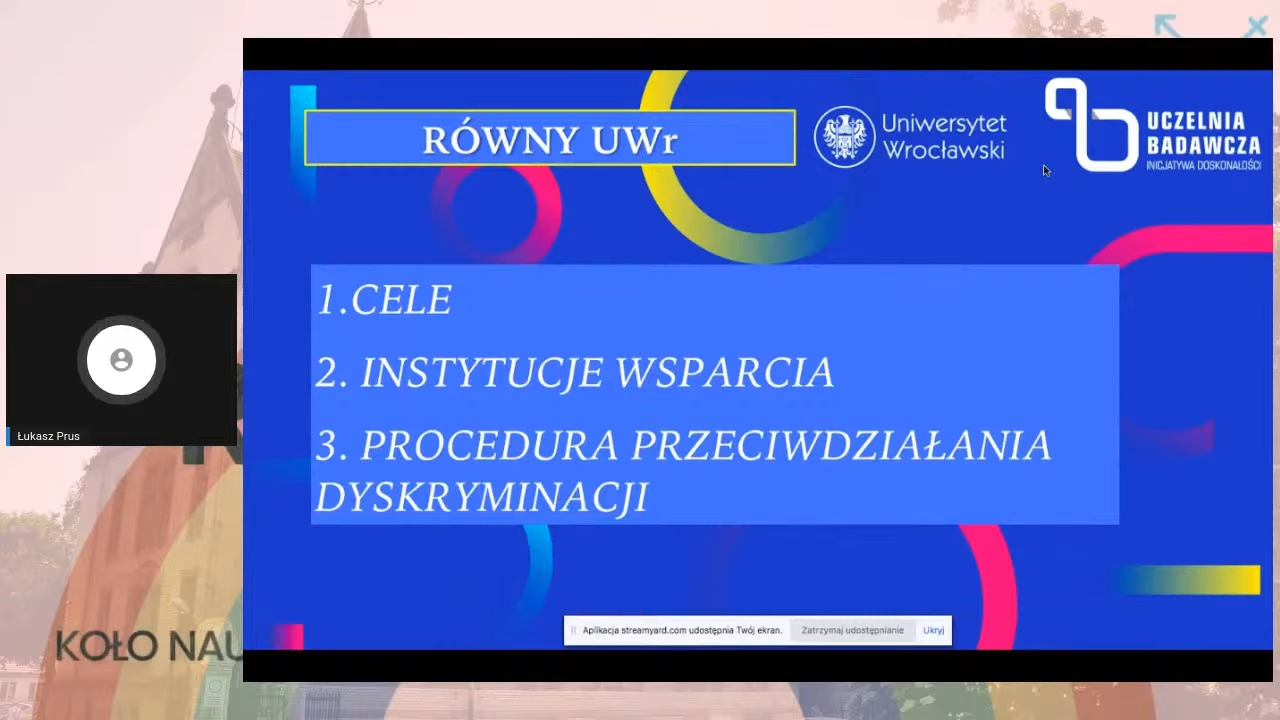 RÓWNY UWr
Uniwersytet
Wrocławski
UCZELNIA
BADAWCZA
INICJATYWA DOSKONAŁOŚCI
1.CELE
2. INSTYTUCJE WSPARCIA
3. PROCEDURA PRZECIWDZIAŁANIA
DYSKRYMINACJI
Łukasz Prus
Aplikacja streamyard.com udostępnia Twój ekran. Zatrzymaj udostępnianie Ukryj
KOŁO NAU